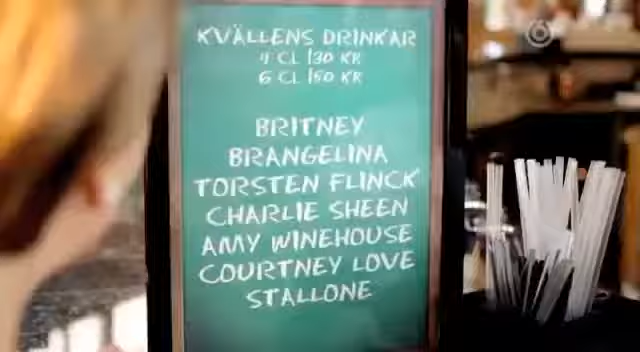 KVÄLLENS DRINKAR
4 CL 130 KR
6 CL 150 KR
BRITNEY
BRANGELINA
TORSTEN FLINCK
CHARLIE SHEEN
AMY WINEHOUSE
COURTNEY LOVE
STALLONE
6